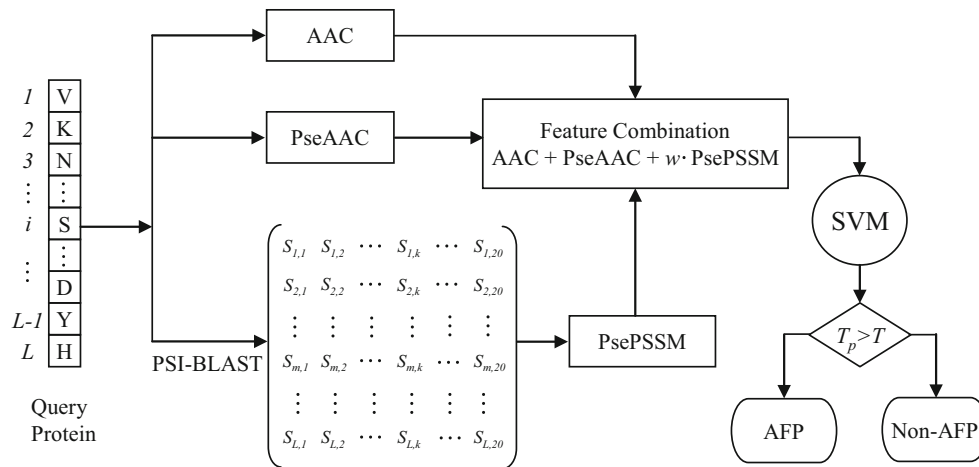 AAC
PseAAC
Feature Combination
AAC + PseAAC + w· PsePSSM
SVM
1 V
2 K
3 N
⋮ ⋮
i S
⋮ ⋮
D
L-1 Y
L H
Query
Protein
PSI-BLAST
S1,1 S1,2 ⋯ S1,k ⋯ S1,20
S2,1 S2,2 ⋯ S2,k ⋯ S2,20
⋮ ⋮ ⋮ ⋮ ⋮ ⋮
Sm,1 Sm,2 ⋯ Sm,k ⋯ Sm,20
⋮ ⋮ ⋮ ⋮ ⋮ ⋮
SL,1 SL,2 ⋯ SL,k ⋯ SL,20
PsePSSM
Tp>T
AFP
Non-AFP